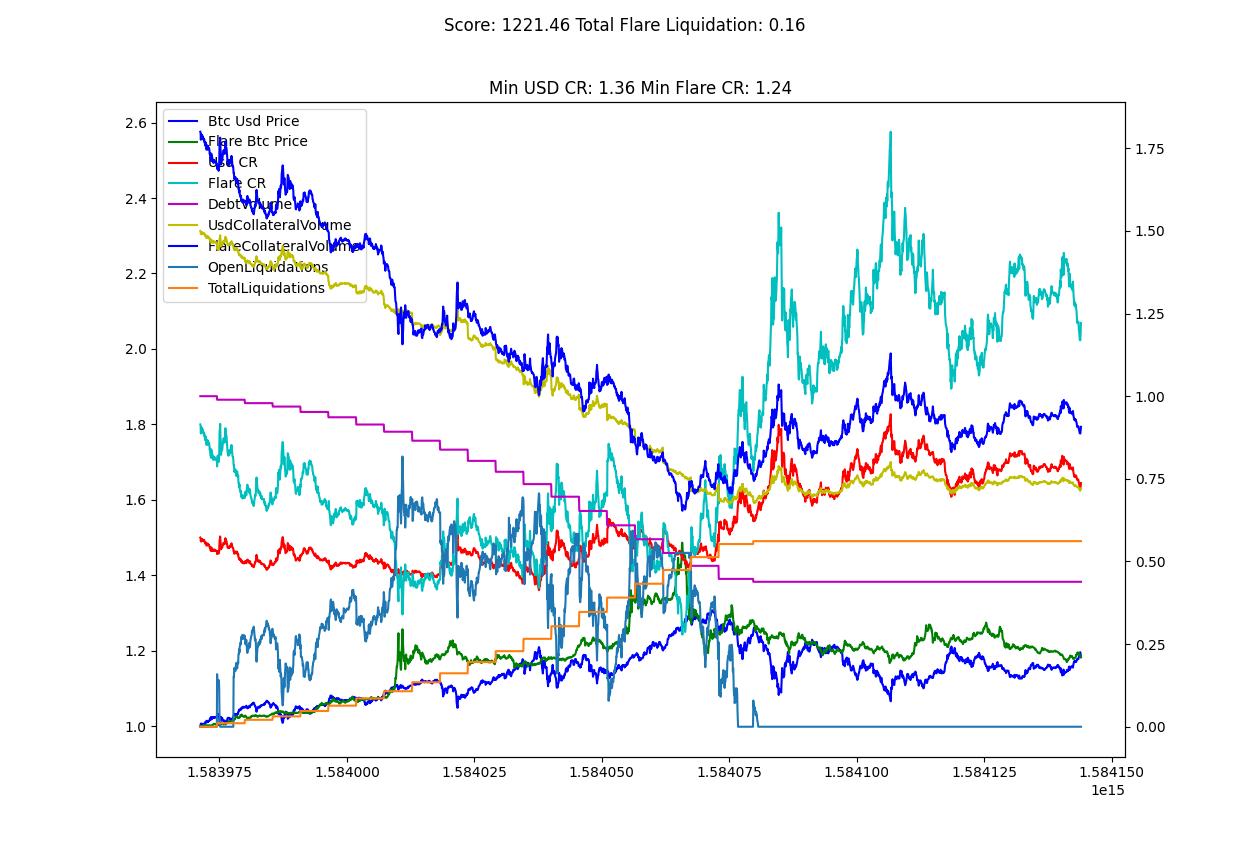 Score: 1221.46 Total Flare Liquidation: 0.16
Min USD CR: 1.36 Min Flare CR: 1.24
Btc Usd Price
Flare Btc Price
Usd CR
Flare CR
DebtVolume
UsdCollateralVolume
FlareCollateralVolume
OpenLiquidations
TotalLiquidations
2.6
2.4
2.2
2.0
1.8
1.6
1.4
1.2
1.0
1.75
1.50
1.25
1.00
0.75
0.50
0.25
0.00
1.583975 1.584000 1.584025 1.584050 1.584075 1.584100 1.584125 1.584150
1e15